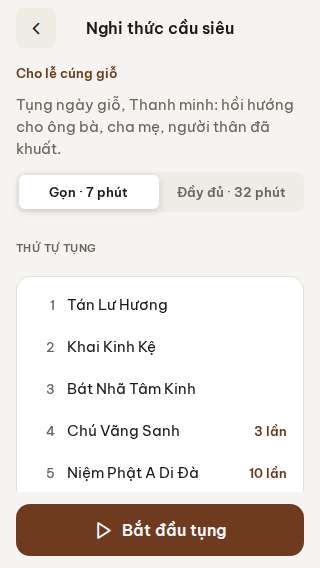 Nghi thức cầu siêu
Cho lễ cúng giỗ
Tụng ngày giỗ, Thanh minh: hồi hướng
cho ông bà, cha mẹ, người thân đã
khuất.
Gọn · 7 phút
Đầy đủ · 32 phút
THỨ TỰ TỤNG
1 Tán Lư Hương
2 Khai Kinh Kệ
3 Bát Nhã Tâm Kinh
4 Chú Vãng Sanh 3 lần
5 Niệm Phật A Di Đà 10 lần
Bắt đầu tụng